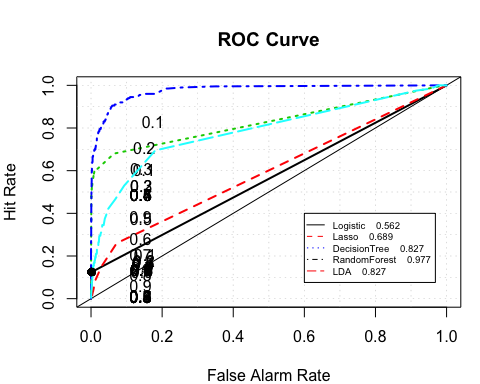 ROC Curve
Hit Rate
1.0
0.8
0.6
0.4
0.2
0.0
0.1
0.2
0.3
0.6
Logistic 0.562
Lasso 0.689
DecisionTree 0.827
RandomForest 0.977
LDA 0.827
0.0 0.2 0.4 0.6 0.8 1.0
False Alarm Rate